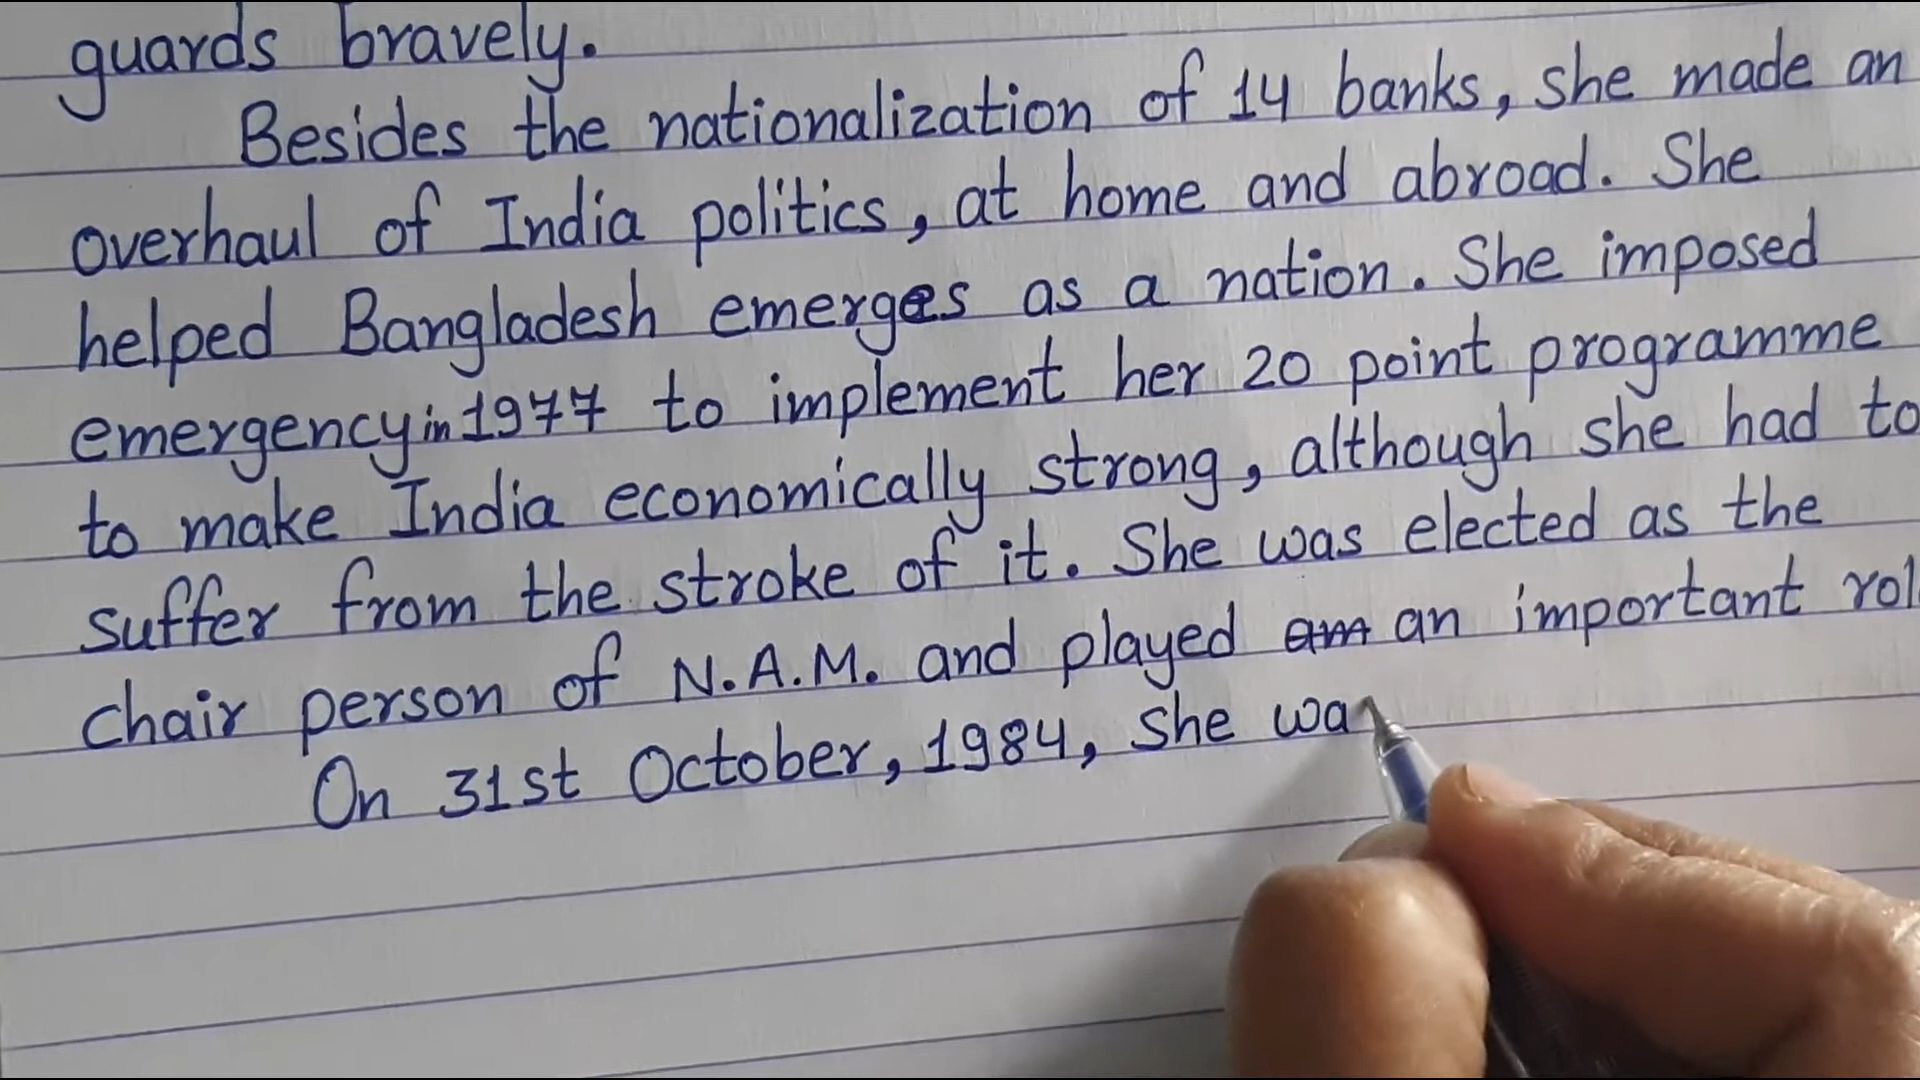 guards bravely.
Besides the nationalization of 14 banks, she made an
overhaul of India politics, at home and abroad. She
helped Bangladesh emerges as a nation. She imposed
emergency in 1977 to implement her 20 point programme
to make India economically strong, although she had to
suffer from the stroke of it. She was elected as the
chair person of N.A.M. and played am an important rol
On 31st October, 1984, she wa